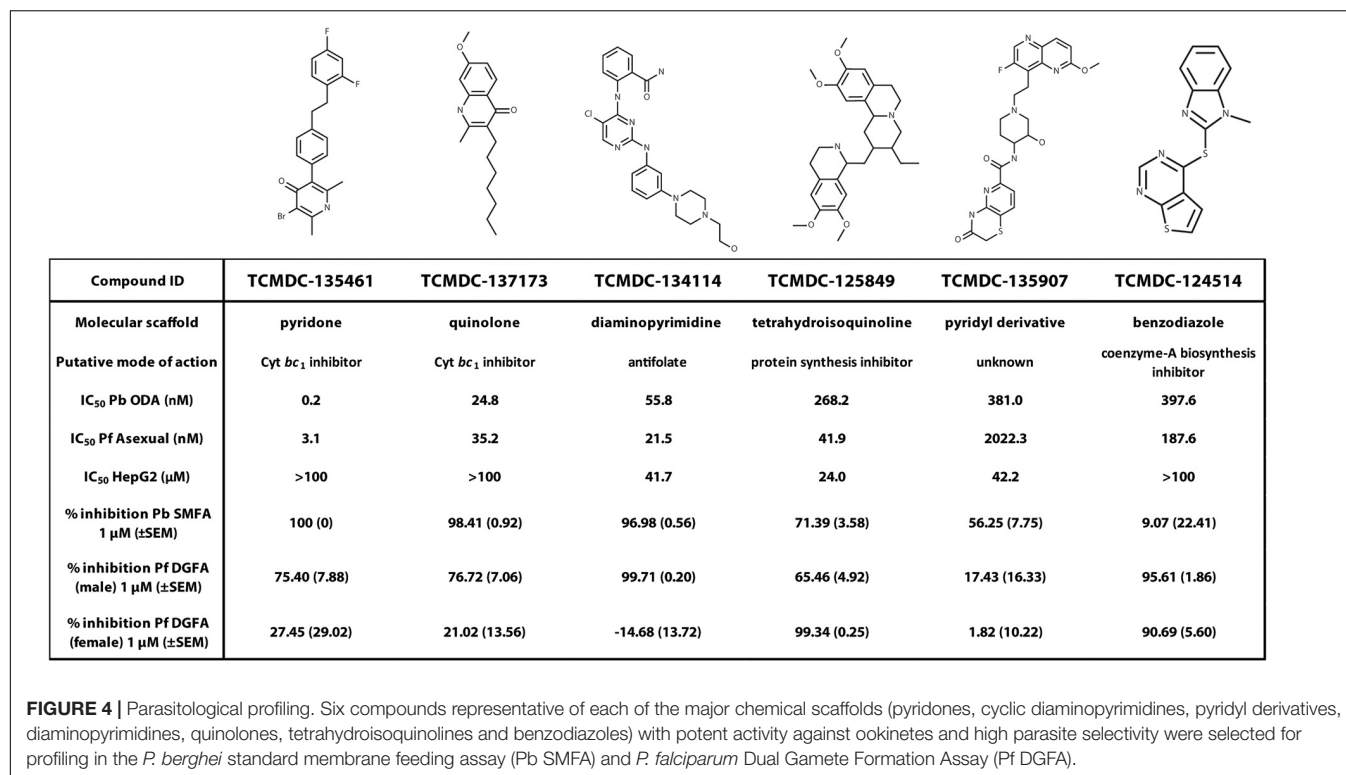 F
F
O
N
Br
O
N
O
N
O
N
Cl
N
N
N
N
N
O
O
O
N
N
O
O
N
N
F
O
N
O
N
O
N
N
O
S
N
N
S
N
N
S
Compound ID TCMDC-135461 TCMDC-137173 TCMDC-134114 TCMDC-125849 TCMDC-135907 TCMDC-124514
Molecular scaffold pyridone quinolone diaminopyrimidine tetrahydroisoquinoline pyridyl derivative benzodiazole
Putative mode of action Cyt bc1 inhibitor Cyt bc1 inhibitor antifolate protein synthesis inhibitor unknown coenzyme-A biosynthesis
inhibitor
IC50 Pb ODA (nM) 0.2 24.8 55.8 268.2 381.0 397.6
IC50 Pf Asexual (nM) 3.1 35.2 21.5 41.9 2022.3 187.6
IC50 HepG2 (µM) >100 >100 41.7 24.0 42.2 >100
% inhibition Pb SMFA
1 µM (±SEM) 100 (0) 98.41 (0.92) 96.98 (0.56) 71.39 (3.58) 56.25 (7.75) 9.07 (22.41)
% inhibition Pf DGFA
(male) 1 µM (±SEM) 75.40 (7.88) 76.72 (7.06) 99.71 (0.20) 65.46 (4.92) 17.43 (16.33) 95.61 (1.86)
% inhibition Pf DGFA
(female) 1 µM (±SEM) 27.45 (29.02) 21.02 (13.56) -14.68 (13.72) 99.34 (0.25) 1.82 (10.22) 90.69 (5.60)
FIGURE 4 | Parasitological profiling. Six compounds representative of each of the major chemical scaffolds (pyridones, cyclic diaminopyrimidines, pyridyl derivatives,
diaminopyrimidines, quinolones, tetrahydroisoquinolines and benzodiazoles) with potent activity against ookinetes and high parasite selectivity were selected for
profiling in the P. berghei standard membrane feeding assay (Pb SMFA) and P. falciparum Dual Gamete Formation Assay (Pf DGFA).